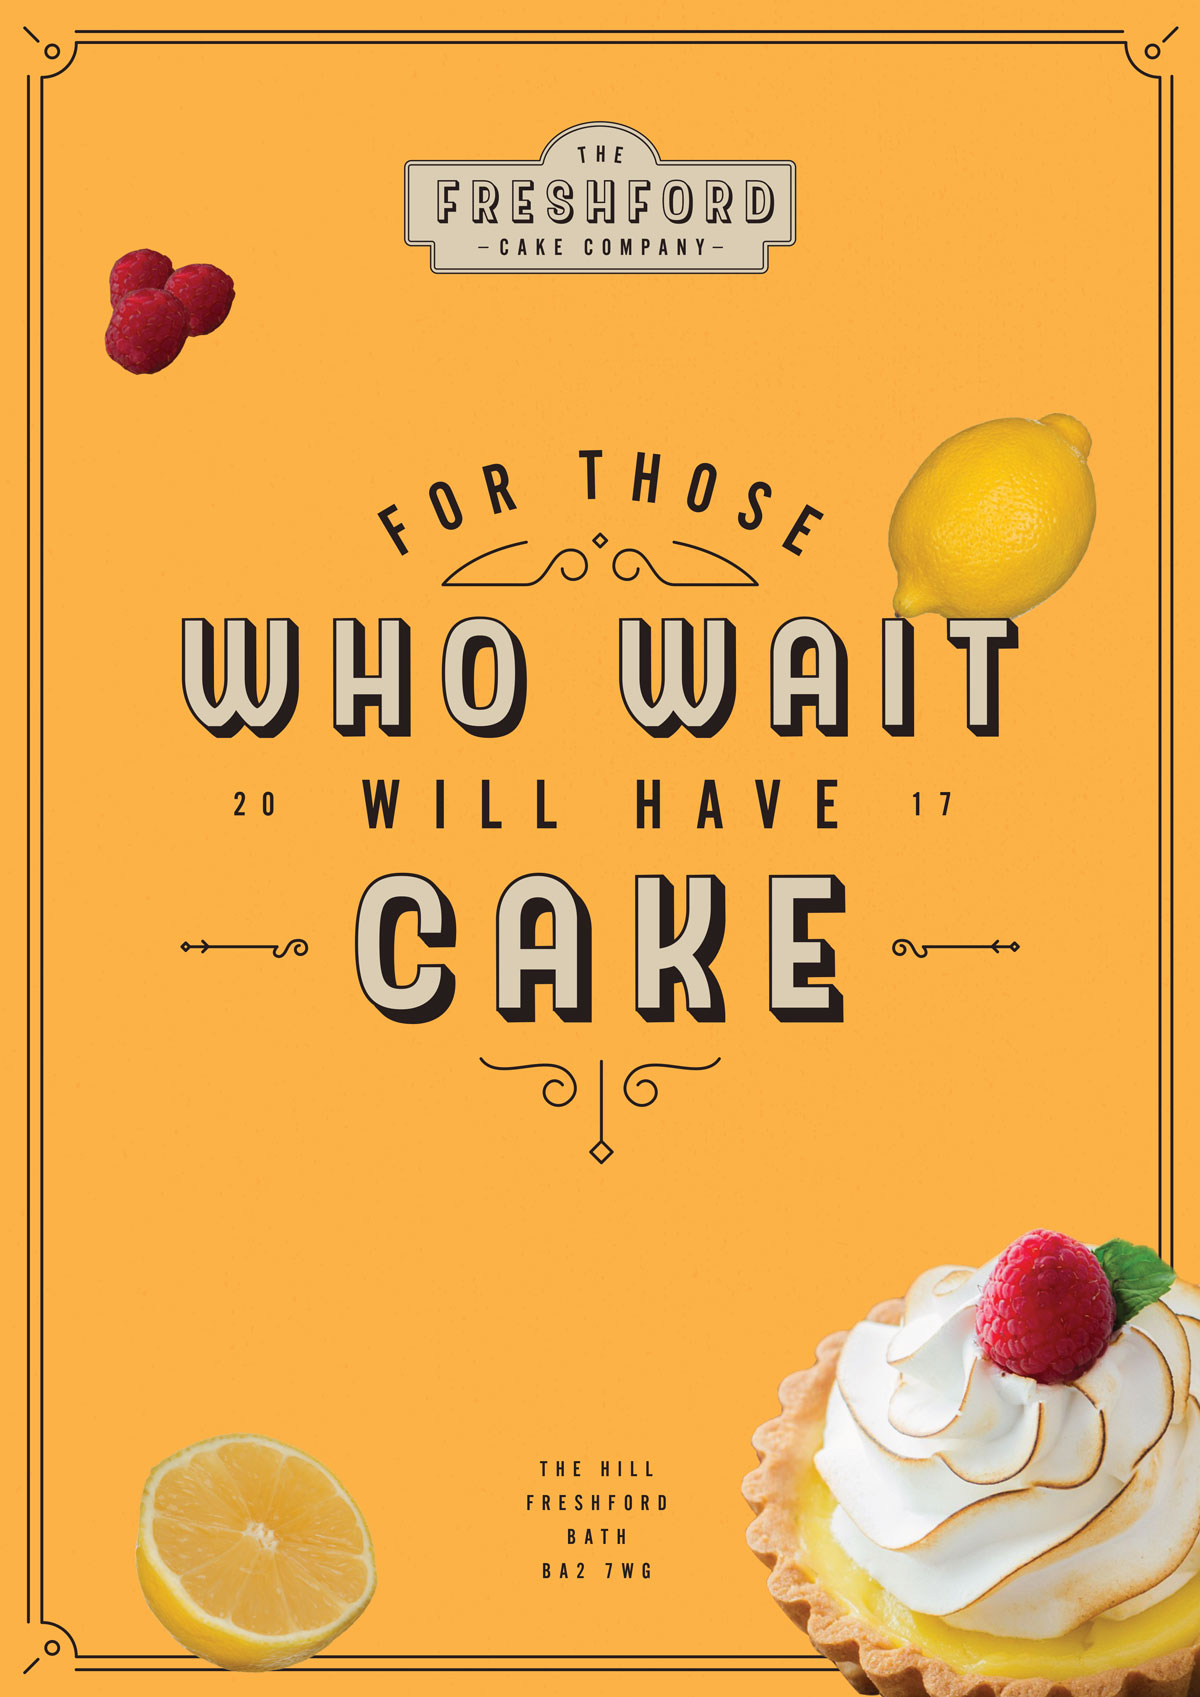 THE
FRESHFORD
-CAKE COMPANY-
FOR THOSE
WHO WAIT
20 WILL HAVE 17
CAKE
THE HILL
FRESHFORD
BATH
BA2 7WG